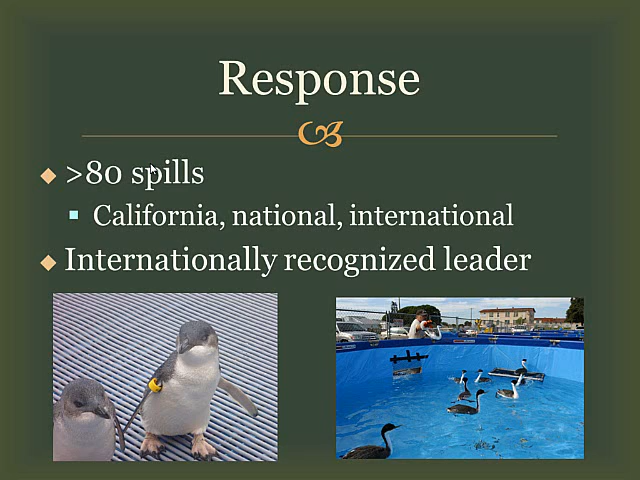 Response
>80 spills
California, national, international
Internationally recognized leader